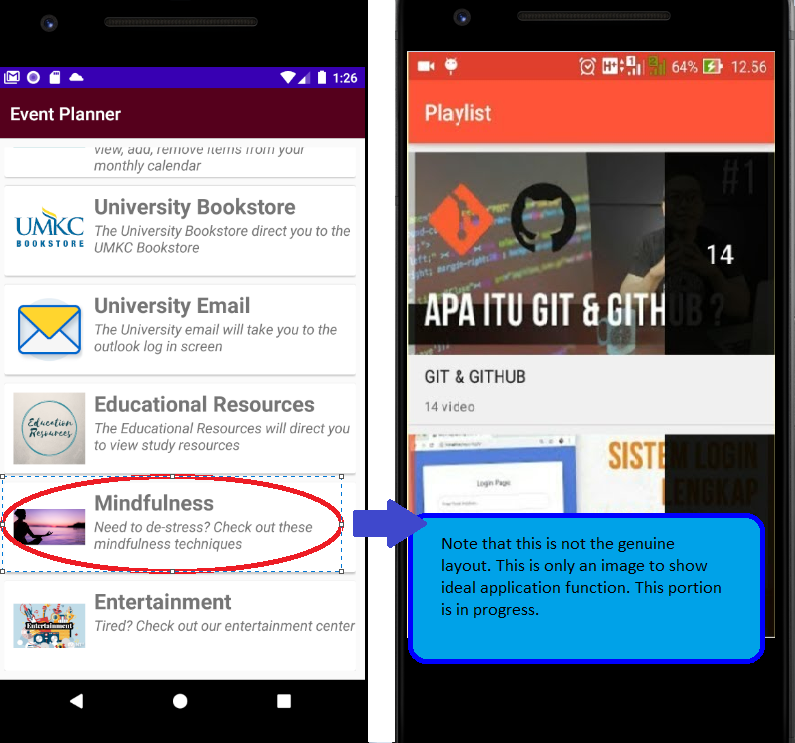 1:26
Event Planner
view, add, remove items from your
monthly calendar
UMKC
BOOKSTORE
University Bookstore
The University Bookstore direct you to the
UMKC Bookstore
University Email
The University email will take you to the
outlook log in screen
Education
Resources
Educational Resources
The Educational Resources will direct you
to view study resources
Mindfulness
Need to de-stress? Check out these
mindfulness techniques
Entertainment
Entertainment
Tired? Check out our entertainment center
64% 12.56
Playlist
#1
14
APA ITU GIT & GITHUB ?
GIT & GITHUB
14 video
Login Page
SISTEM LOGIN
LENGKAP
Note that this is not the genuine
layout. This is only an image to show
ideal application function. This portion
is in progress.